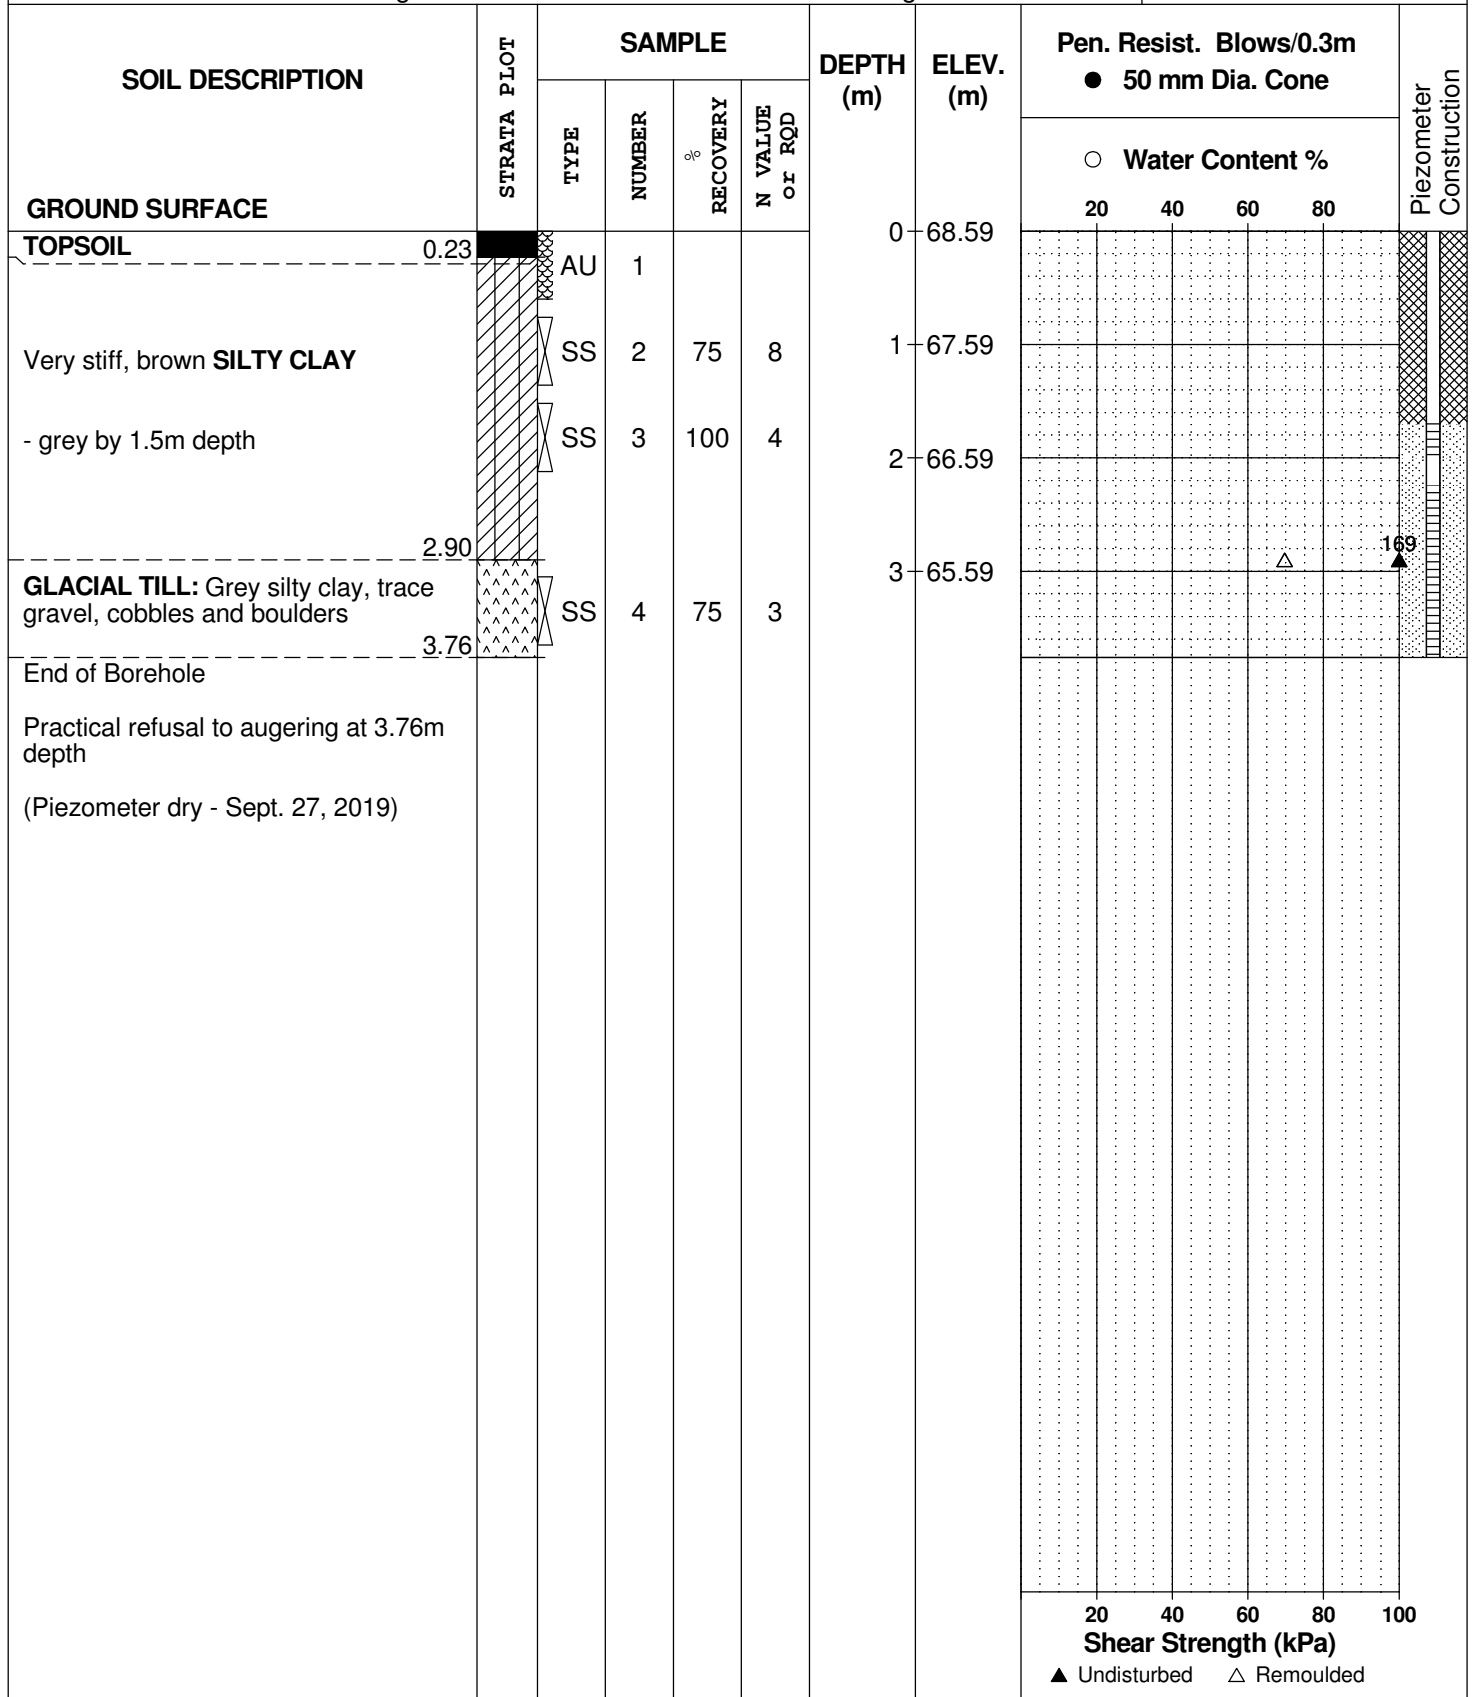 SOIL DESCRIPTION
GROUND SURFACE
STRATA PLOT
SAMPLE
TYPE
NUMBER
% RECOVERY
N VALUE or RQD
DEPTH (m)
ELEV. (m)
Pen. Resist. Blows/0.3m
● 50 mm Dia. Cone
○ Water Content %
20 40 60 80
Piezometer Construction
TOPSOIL 0.23
AU 1
0 68.59
Very stiff, brown SILTY CLAY
SS 2 75 8
1 67.59
- grey by 1.5m depth
SS 3 100 4
2 66.59
2.90
169
3 65.59
GLACIAL TILL: Grey silty clay, trace
gravel, cobbles and boulders
3.76
SS 4 75 3
End of Borehole
Practical refusal to augering at 3.76m
depth
(Piezometer dry - Sept. 27, 2019)
20 40 60 80 100
Shear Strength (kPa)
▲ Undisturbed △ Remoulded